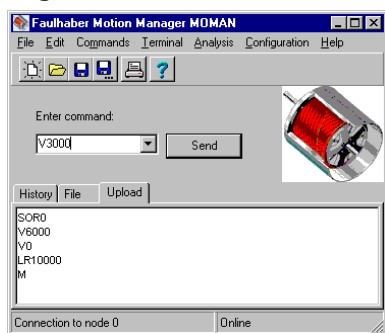 Faulhaber Motion Manager MOMAN
File Edit Commands Terminal Analysis Configuration Help
Enter command:
V3000
Send
History File Upload
SOR0
V6000
V0
LR10000
M
Connection to node 0 Online